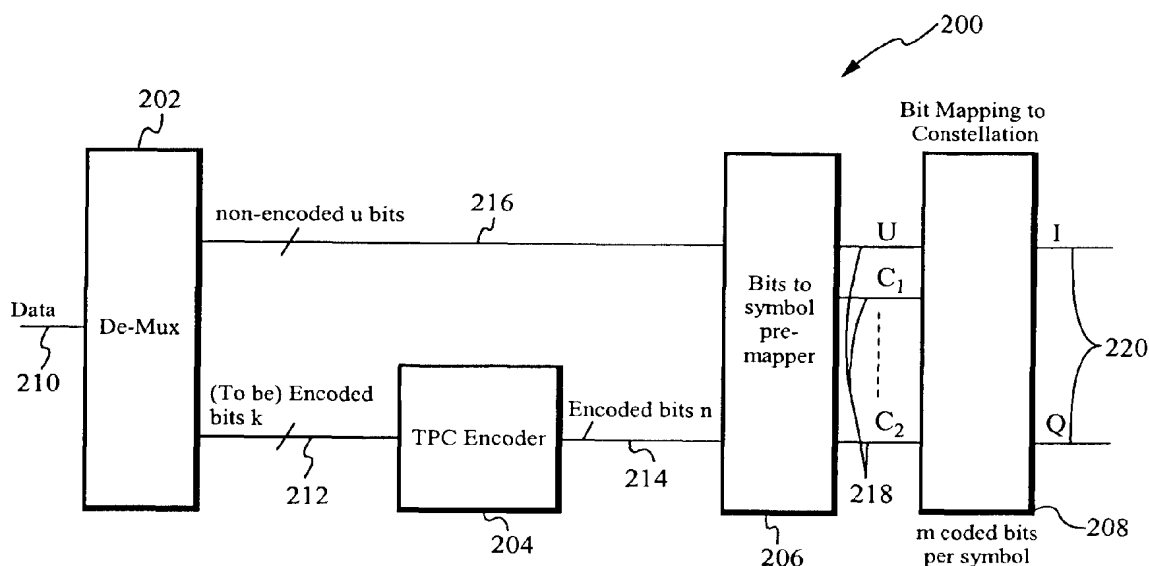 200
202
Bit Mapping to
Constellation
non-encoded u bits
216
U
I
C1
Data
De-Mux
Bits to
symbol
pre-
mapper
220
210
(To be) Encoded
bits k
TPC Encoder
Encoded bits n
C2
Q
212
214
218
204
206
m coded bits
per symbol
208